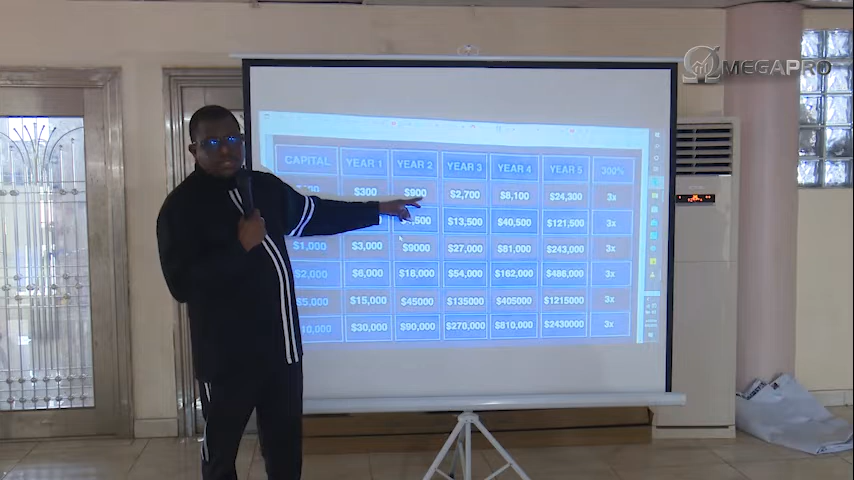 MEGAPRO
CAPITAL YEAR 1 YEAR 2 YEAR 3 YEAR 4 YEAR 5 300%
$300 $900 $2,700 $8,100 $24,300 3x
$13,500 $40,500 $121,500 3x
$1,000 $3,000 $9000 $27,000 $81,000 $243,000 3x
$2,000 $6,000 $18,000 $54,000 $162,000 $486,000 3x
$15,000 $45000 $135000 $405000 $1215000 3x
$30,000 $90,000 $270,000 $810,000 $2430000 3x